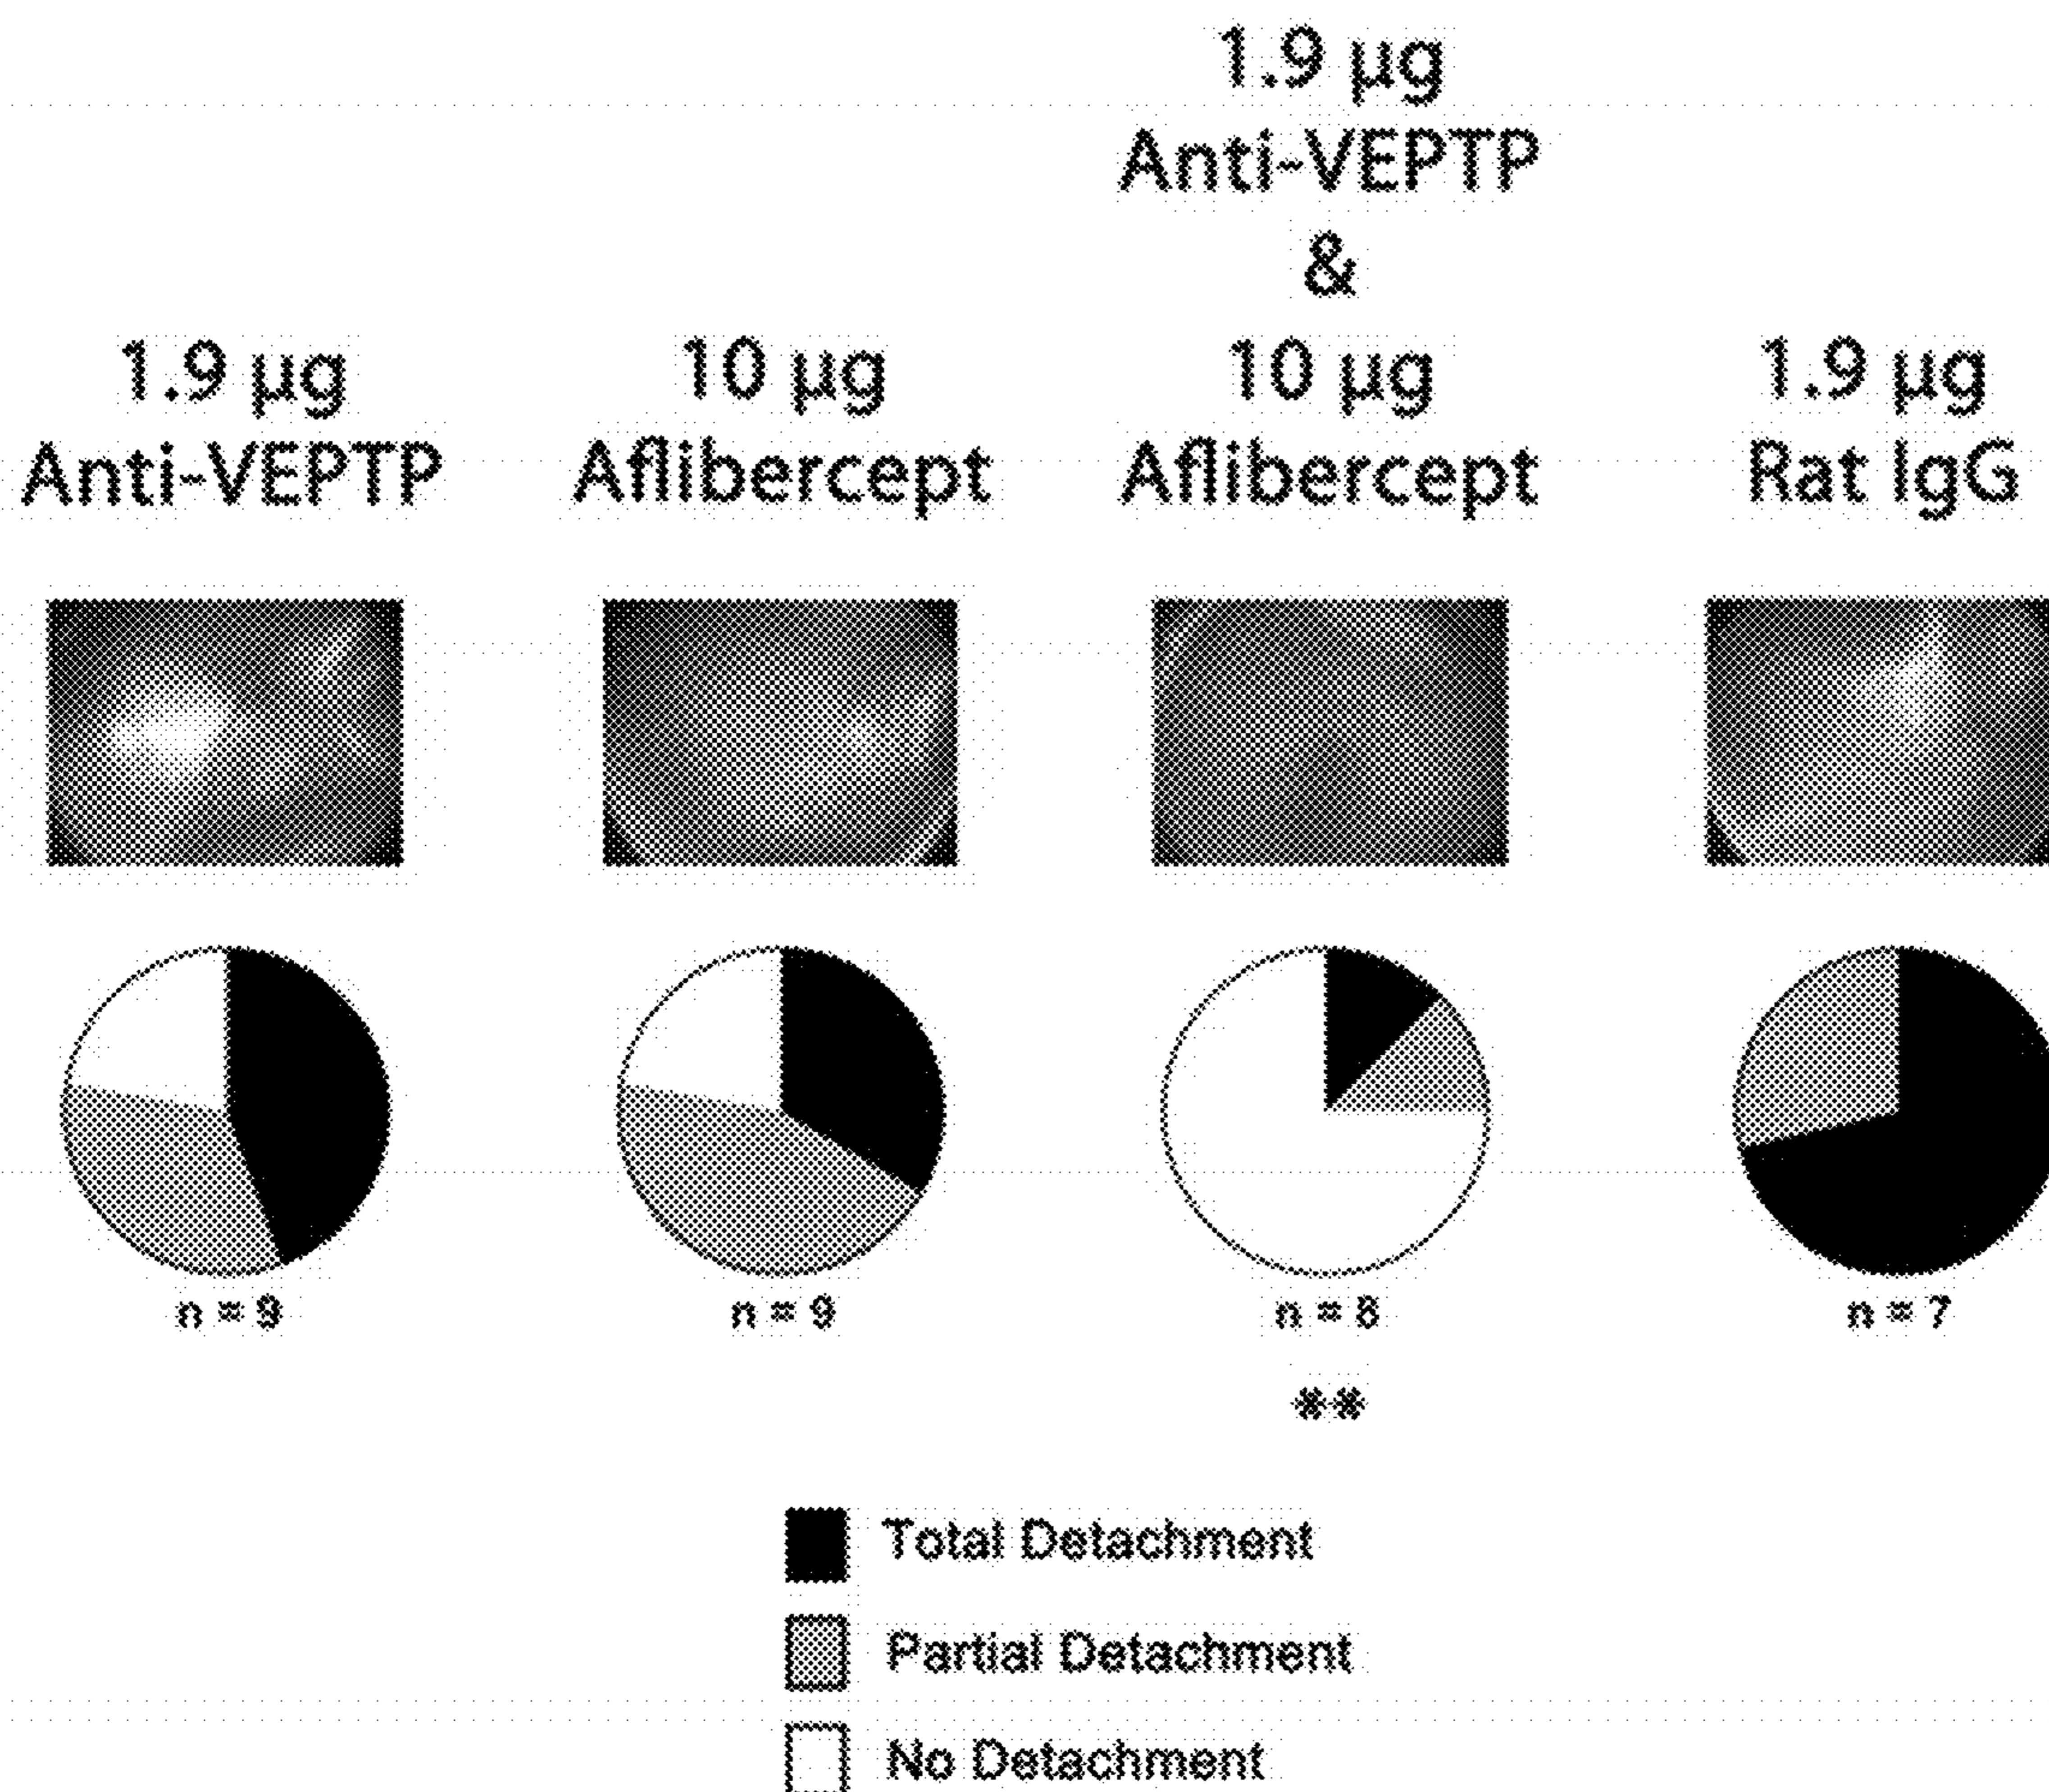 1.9 µg
Anti-VEPTP
&
1.9 µg
10 µg
10 µg
1.9 µg
Anti-VEPTP
Aflibercept
Aflibercept
Rat IgG
n = 9
n = 9
n = 8
n = 7
**
Total Detachment
Partial Detachment
No Detachment